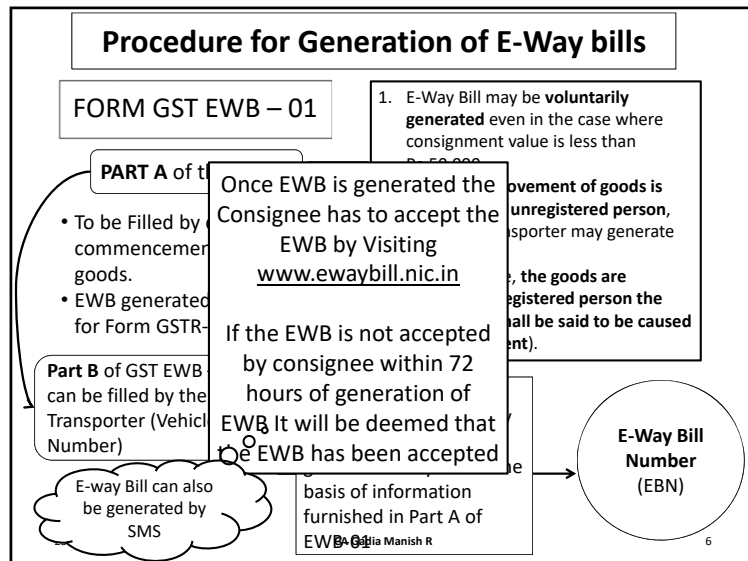 Procedure for Generation of E-Way bills
FORM GST EWB – 01
PART A of th
• To be Filled by
commencemen
goods.
• EWB generated
for Form GSTR-
Part B of GST EWB
can be filled by the
Transporter (Vehicl
Number)
E-way Bill can also
be generated by
SMS
1. E-Way Bill may be voluntarily
generated even in the case where
consignment value is less than
ovement of goods is
unregistered person,
sporter may generate
e, the goods are
egistered person the
hall be said to be caused
ent).
Once EWB is generated the
Consignee has to accept the
EWB by Visiting
www.ewaybill.nic.in
If the EWB is not accepted
by consignee within 72
hours of generation of
EWB It will be deemed that
the EWB has been accepted
basis of information
furnished in Part A of
EWB-01
E-Way Bill
Number
(EBN)
CA Gadia Manish R
6